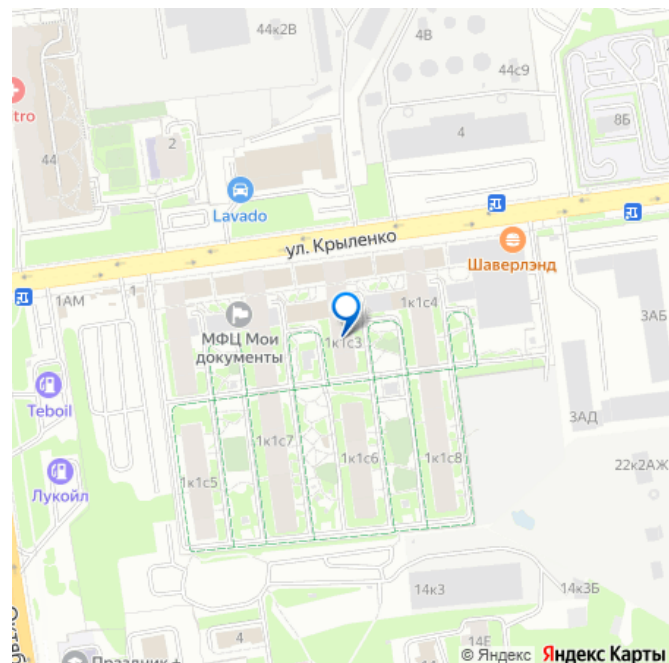 44к2В
4В
44с9
8Б
tro
44
2
4
Lavado
ул. Крыленко
Шаверлэнд
1АМ
1
1к1с4
МФЦ Мои
документы
1к1с3
3АБ
Teboil
3АД
1к1с7
1к1с5
1к1с6
1к1с8
22к2АЖ
Лукойл
14к3
14к3Б
4
14Е
Праздник +
© Яндекс Яндекс Карты